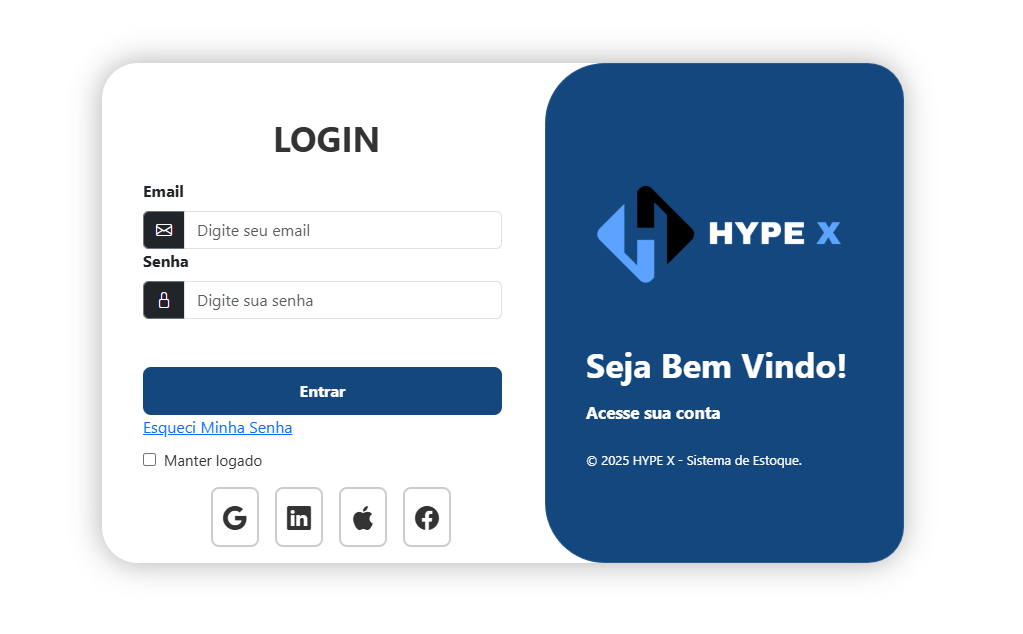 LOGIN
Email
Digite seu email
Senha
Digite sua senha
Entrar
Esqueci Minha Senha
Manter logado
HYPE X
Seja Bem Vindo!
Acesse sua conta
© 2025 HYPE X - Sistema de Estoque.